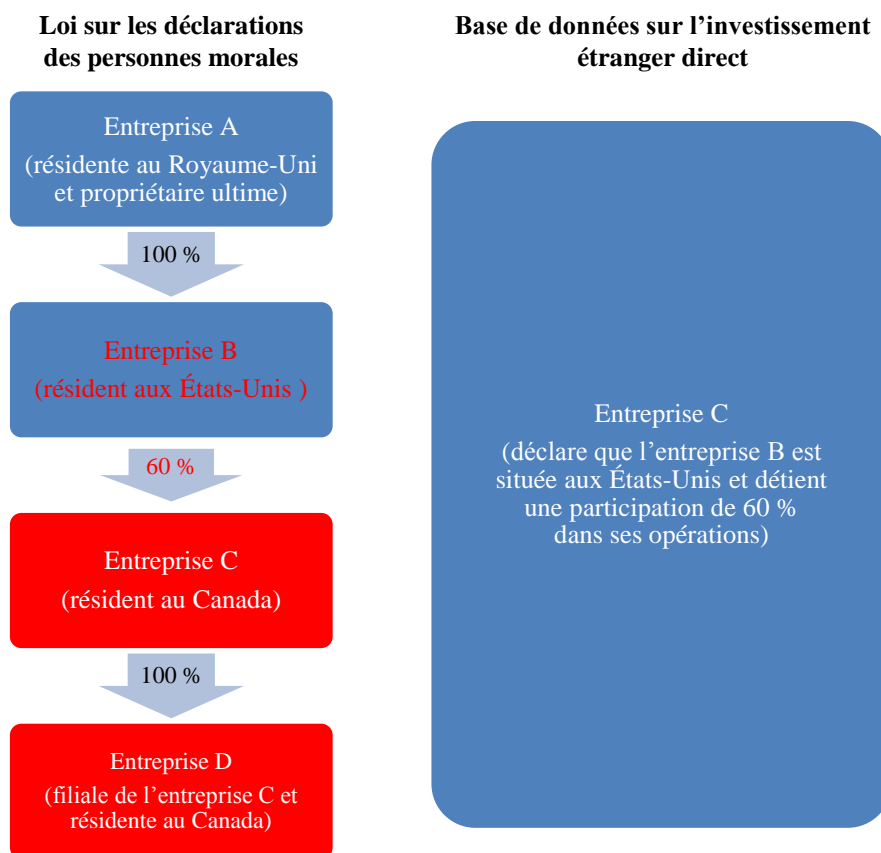 Loi sur les déclarations
des personnes morales
Entreprise A
(résidente au Royaume-Uni
et propriétaire ultime)
100 %
Entreprise B
(résident aux États-Unis )
60 %
Entreprise C
(résident au Canada)
100 %
Entreprise D
(filiale de l’entreprise C et
résidente au Canada)
Base de données sur l’investissement
étranger direct
Entreprise C
(déclare que l’entreprise B est
située aux États-Unis et détient
une participation de 60 %
dans ses opérations)